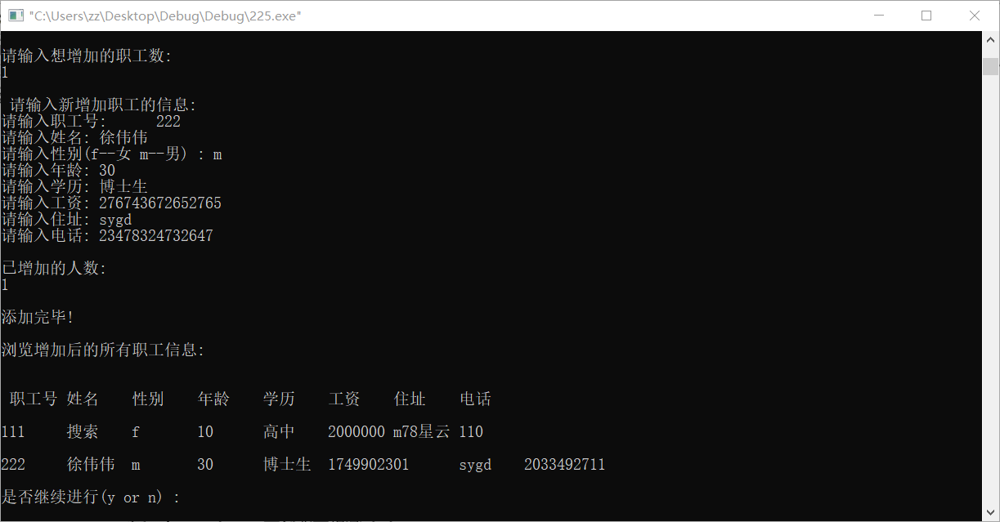 "C:\Users\zz\Desktop\Debug\Debug\225.exe"
请输入想增加的职工数:
1
请输入新增加职工的信息:
请输入职工号: 222
请输入姓名: 徐伟伟
请输入性别(f--女 m--男) : m
请输入年龄: 30
请输入学历: 博士生
请输入工资: 276743672652765
请输入住址: sygd
请输入电话: 23478324732647
已增加的人数:
1
添加完毕!
浏览增加后的所有职工信息:
职工号 姓名 性别 年龄 学历 工资 住址 电话
111 搜索 f 10 高中 2000000 m78星云 110
222 徐伟伟 m 30 博士生 1749902301 sygd 2033492711
是否继续进行(y or n) :